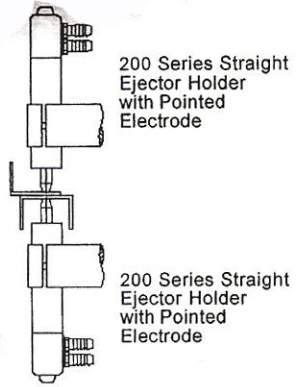 200 Series Straight
Ejector Holder
with Pointed
Electrode
200 Series Straight
Ejector Holder
with Pointed
Electrode